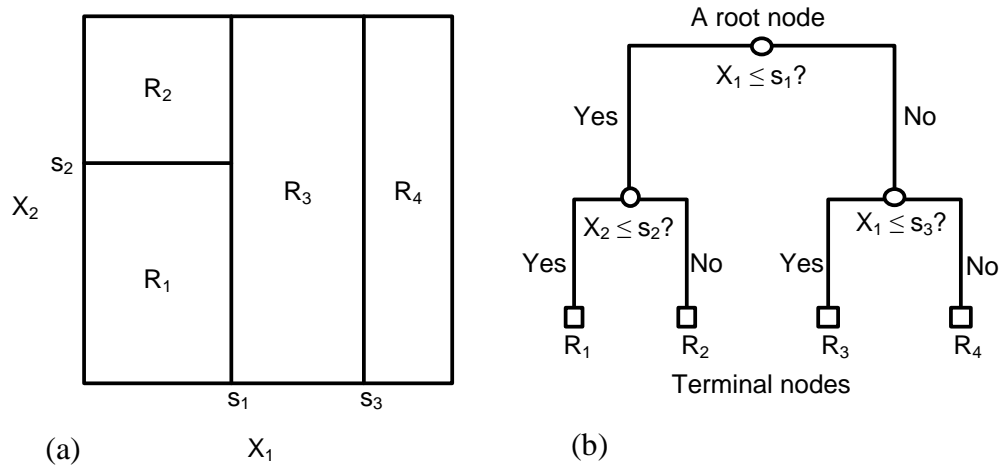 R₂
s₂
X₂
R₃
R₄
R₁
s₁
s₃
(a)
X₁
A root node
X₁ ≤ s₁?
Yes
No
X₂ ≤ s₂?
X₁ ≤ s₃?
Yes
No
Yes
No
R₁
R₂
R₃
R₄
Terminal nodes
(b)